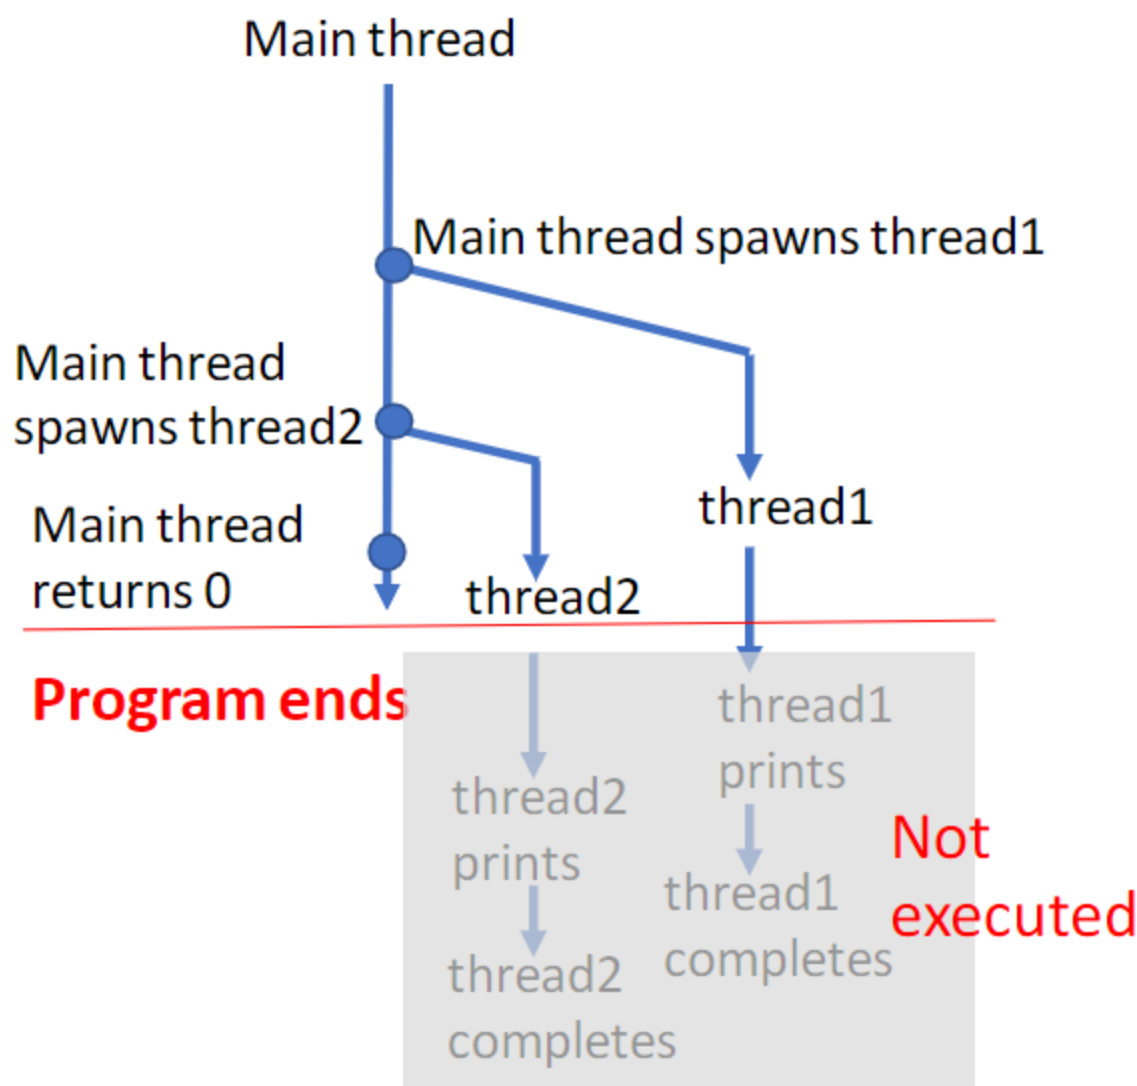 Main thread
Main thread spawns thread1
Main thread
spawns thread2
thread1
Main thread
returns 0
thread2
Program ends
thread1
prints
thread2
prints
Not
executed
thread1
completes
thread2
completes